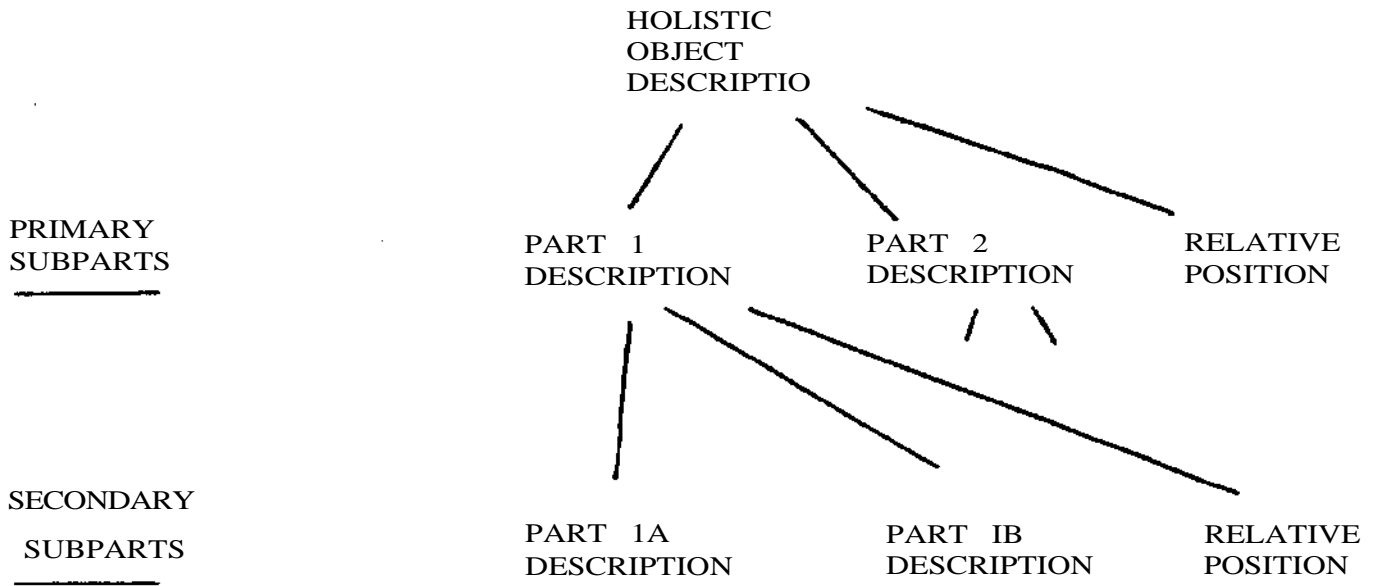 HOLISTIC
OBJECT
DESCRIPTIO
PRIMARY
SUBPARTS
PART 1
DESCRIPTION
PART 2
DESCRIPTION
RELATIVE
POSITION
SECONDARY
SUBPARTS
PART 1A
DESCRIPTION
PART IB
DESCRIPTION
RELATIVE
POSITION